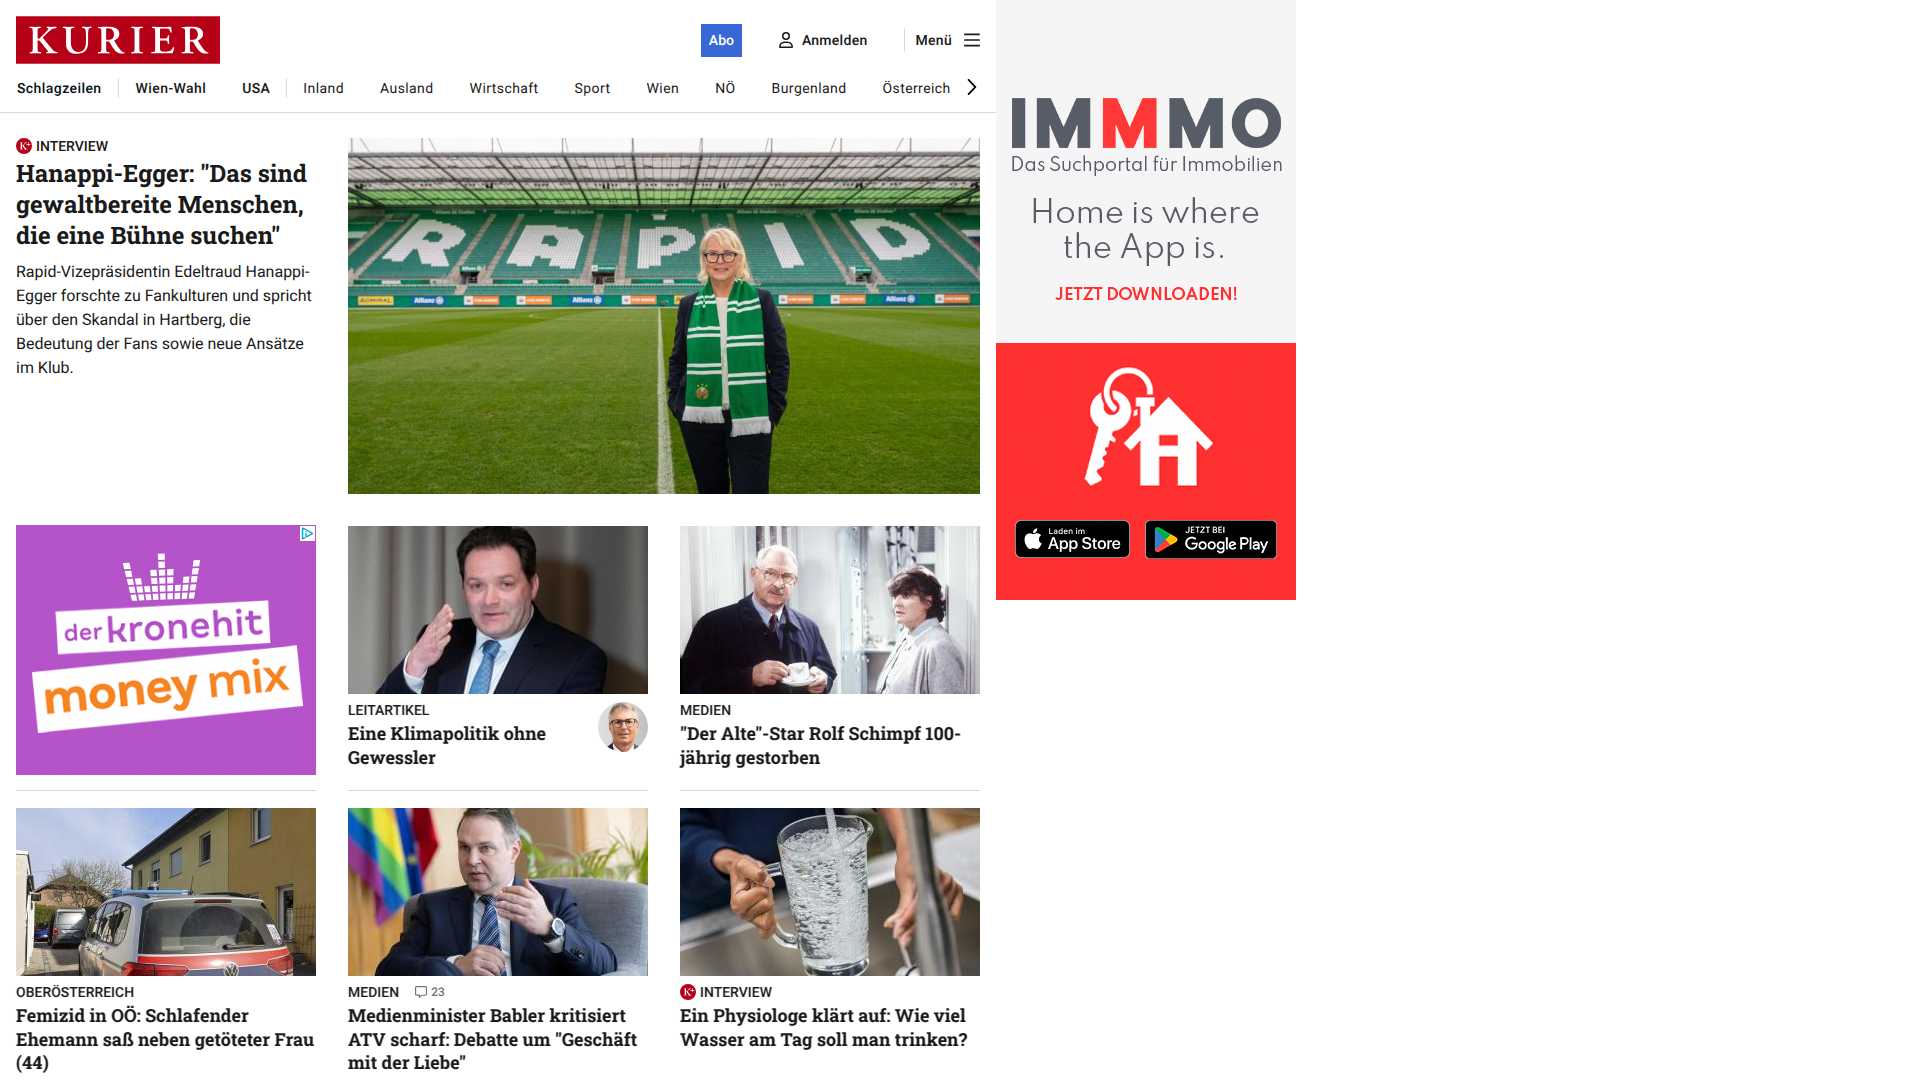 KURIER
Abo
Anmelden
Menü
Schlagzeilen
Wien-Wahl
USA
Inland
Ausland
Wirtschaft
Sport
Wien
NÖ
Burgenland
Österreich
INTERVIEW
Hanappi-Egger: "Das sind
gewaltbereite Menschen,
die eine Bühne suchen"
Rapid-Vizepräsidentin Edeltraud Hanappi-
Egger forschte zu Fankulturen und spricht
über den Skandal in Hartberg, die
Bedeutung der Fans sowie neue Ansätze
im Klub.
RAPID
ADMIRAL
Allianz
Allianz
Allianz
Allianz
IMMMO
Das Suchportal für Immobilien
Home is where
the App is.
JETZT DOWNLOADEN!
Laden im
App Store
JETZT BEI
Google Play
der kronehit
money mix
LEITARTIKEL
Eine Klimapolitik ohne
Gewessler
MEDIEN
"Der Alte"-Star Rolf Schimpf 100-
jährig gestorben
OBERÖSTERREICH
Femizid in OÖ: Schlafender
Ehemann saß neben getöteter Frau
(44)
MEDIEN
23
Medienminister Babler kritisiert
ATV scharf: Debatte um "Geschäft
mit der Liebe"
INTERVIEW
Ein Physiologe klärt auf: Wie viel
Wasser am Tag soll man trinken?